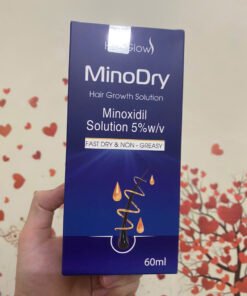 MinoDry
Hair Growth Solution
Minoxidil
Solution 5%w/v
FAST DRY & NON - GREASY
60ml